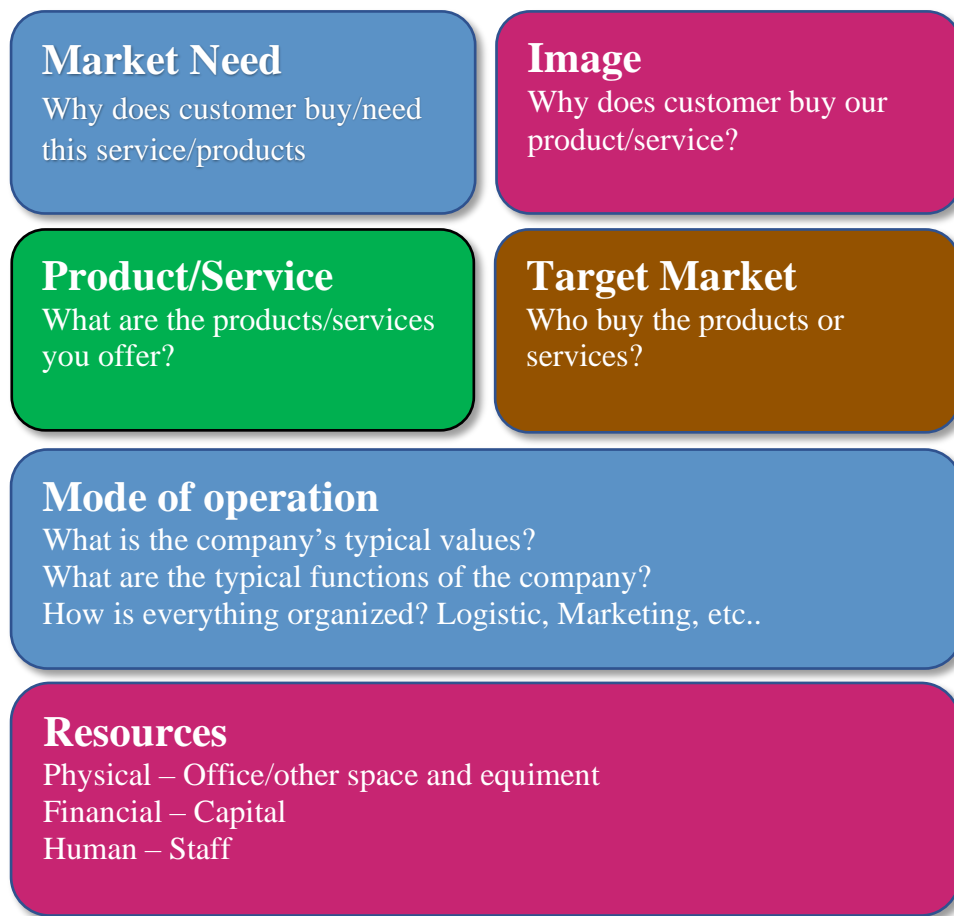 Market Need
Why does customer buy/need
this service/products
Image
Why does customer buy our
product/service?
Product/Service
What are the products/services
you offer?
Target Market
Who buy the products or
services?
Mode of operation
What is the company’s typical values?
What are the typical functions of the company?
How is everything organized? Logistic, Marketing, etc..
Resources
Physical – Office/other space and equiment
Financial – Capital
Human – Staff